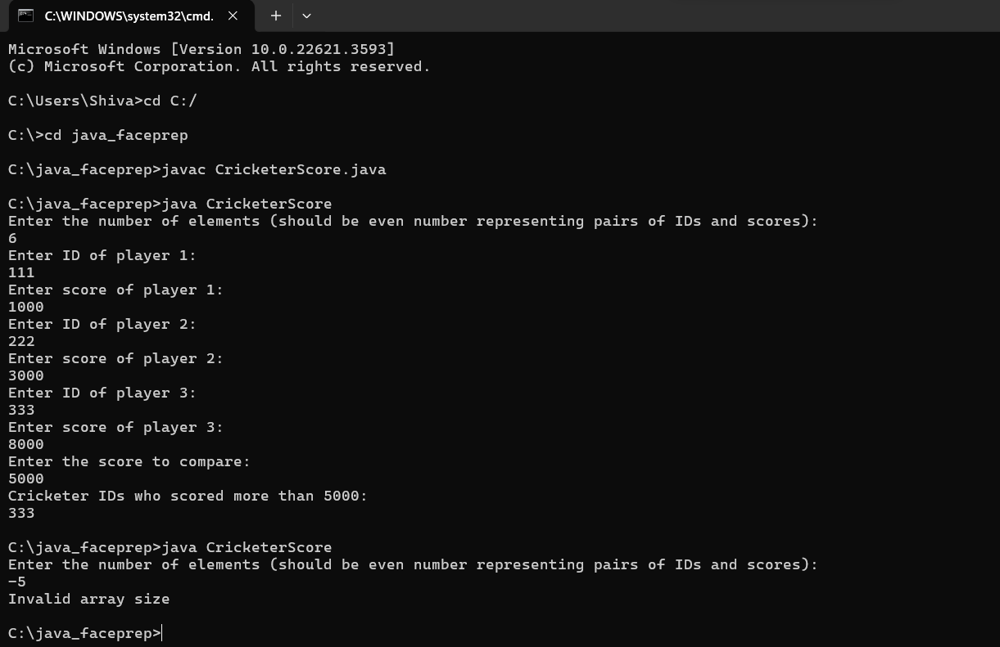 C:\WINDOWS\system32\cmd.
Microsoft Windows [Version 10.0.22621.3593]
(c) Microsoft Corporation. All rights reserved.
C:\Users\Shiva>cd C:/
C:\>cd java_faceprep
C:\java_faceprep>javac CricketerScore.java
C:\java_faceprep>java CricketerScore
Enter the number of elements (should be even number representing pairs of IDs and scores):
6
Enter ID of player 1:
111
Enter score of player 1:
1000
Enter ID of player 2:
222
Enter score of player 2:
3000
Enter ID of player 3:
333
Enter score of player 3:
8000
Enter the score to compare:
5000
Cricketer IDs who scored more than 5000:
333
C:\java_faceprep>java CricketerScore
Enter the number of elements (should be even number representing pairs of IDs and scores):
-5
Invalid array size
C:\java_faceprep>